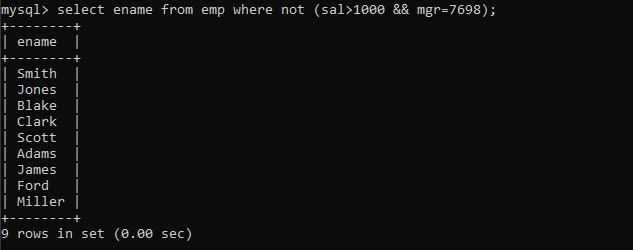 mysql> select ename from emp where not (sal>1000 && mgr=7698);
+--------+
| ename  |
+--------+
| Smith  |
| Jones  |
| Blake  |
| Clark  |
| Scott  |
| Adams  |
| James  |
| Ford   |
| Miller |
+--------+
9 rows in set (0.00 sec)